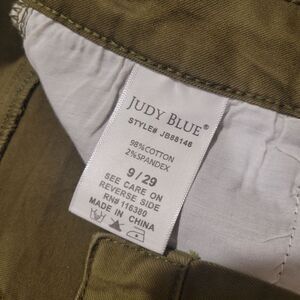 JUDY BLUE®
STYLE# JB88146
98%COTTON
2%SPANDEX
9/29
SEE CARE ON
REVERSE SIDE
RN# 116380
MADE IN CHINA